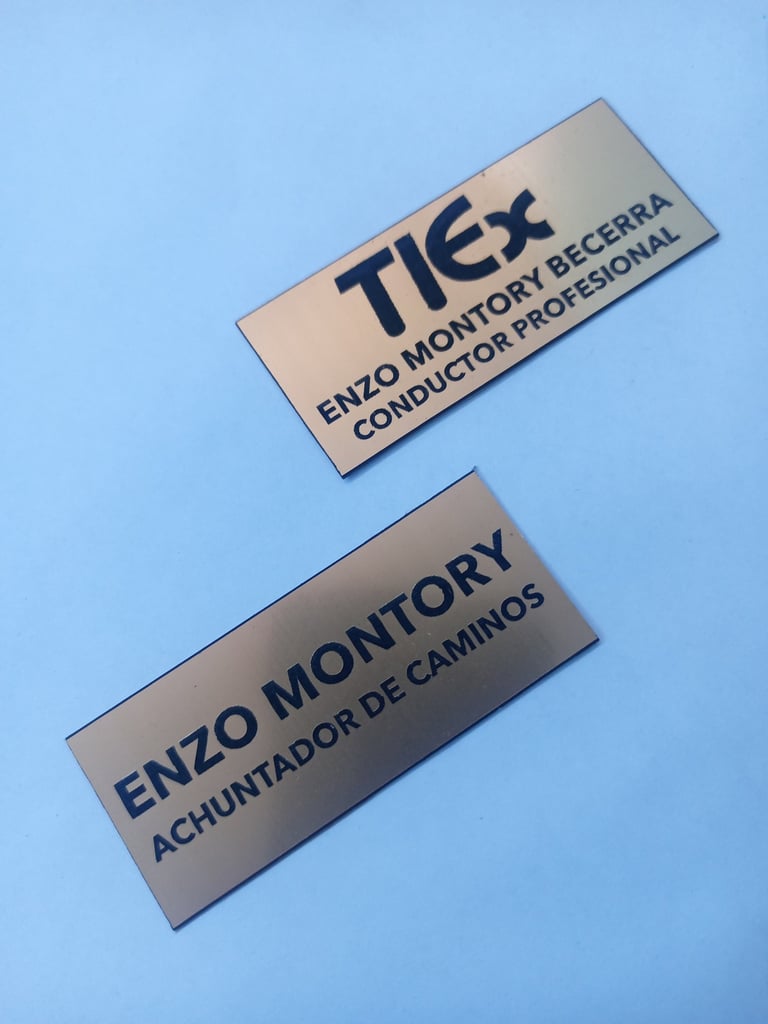 TIEx
ENZO MONTORY BECERRA
CONDUCTOR PROFESIONAL
ENZO MONTORY
ACHUNTADOR DE CAMINOS